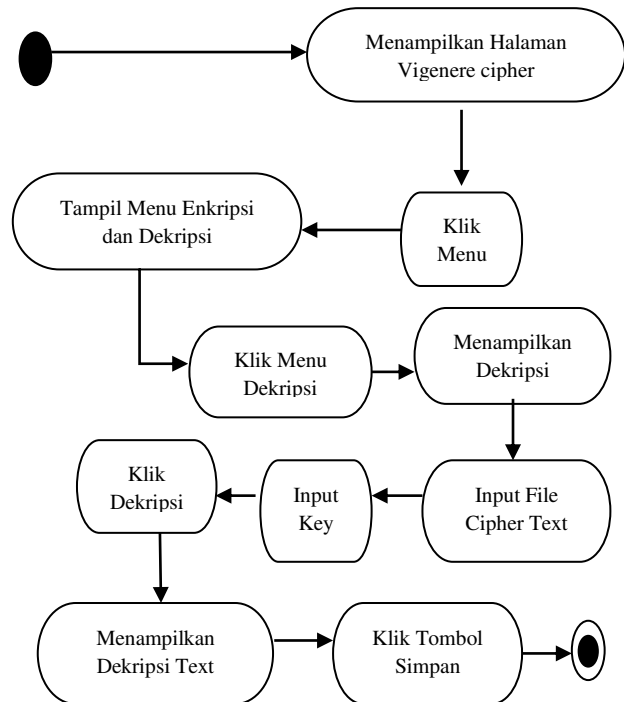 Menampilkan Halaman
Vigenere cipher
Klik
Menu
Tampil Menu Enkripsi
dan Dekripsi
Klik Menu
Dekripsi
Menampilkan
Dekripsi
Input File
Cipher Text
Input
Key
Klik
Dekripsi
Menampilkan
Dekripsi Text
Klik Tombol
Simpan